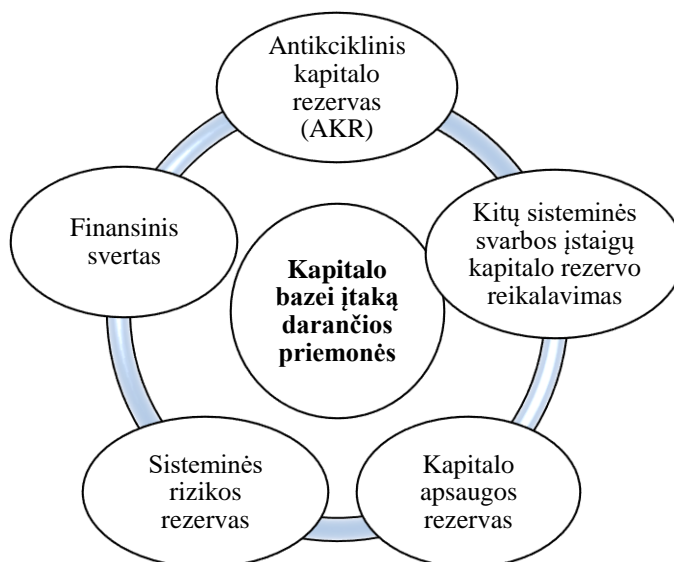 Antikciklinis
kapitalo
rezervas
(AKR)
Kitų sisteminės
svarbos įstaigų
kapitalo rezervo
reikalavimas
Kapitalo
apsaugos
rezervas
Sisteminės
rizikos
rezervas
Finansinis
svertas
Kapitalo
bazei įtaką
darančios
priemonės